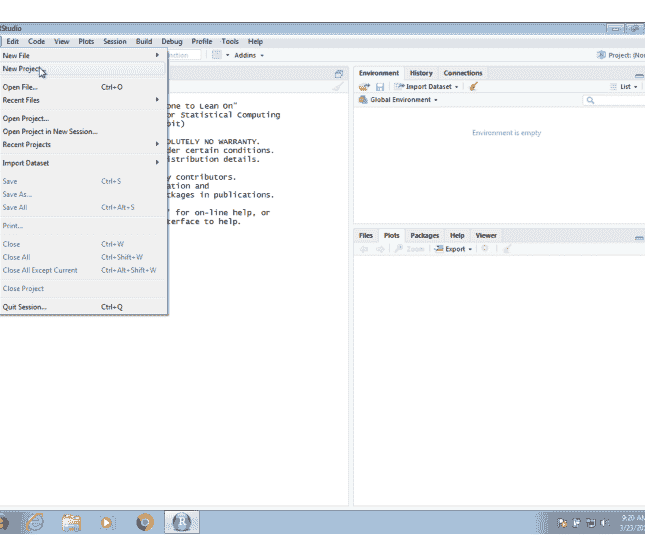 RStudio
Edit Code View Plots Session Build Debug Profile Tools Help
Addins
Project: (No
New File
New Project...
Open File... Ctrl+O
Recent Files
Open Project...
Open Project in New Session...
Recent Projects
Import Dataset
Save Ctrl+S
Save As...
Save All Ctrl+Alt+S
Print...
Close Ctrl+W
Close All Ctrl+Shift+W
Close All Except Current Ctrl+Alt+Shift+W
Close Project
Quit Session... Ctrl+Q
one to Lean On"
or Statistical Computing
bit)
OLUTELY NO WARRANTY.
der certain conditions.
istribution details.
y contributors.
ation and
ckages in publications.
' for on-line help, or
terface to help.
Environment History Connections
Import Dataset List
Global Environment
Environment is empty
Files Plots Packages Help Viewer
Zoom Export
9:20 AM
3/23/20